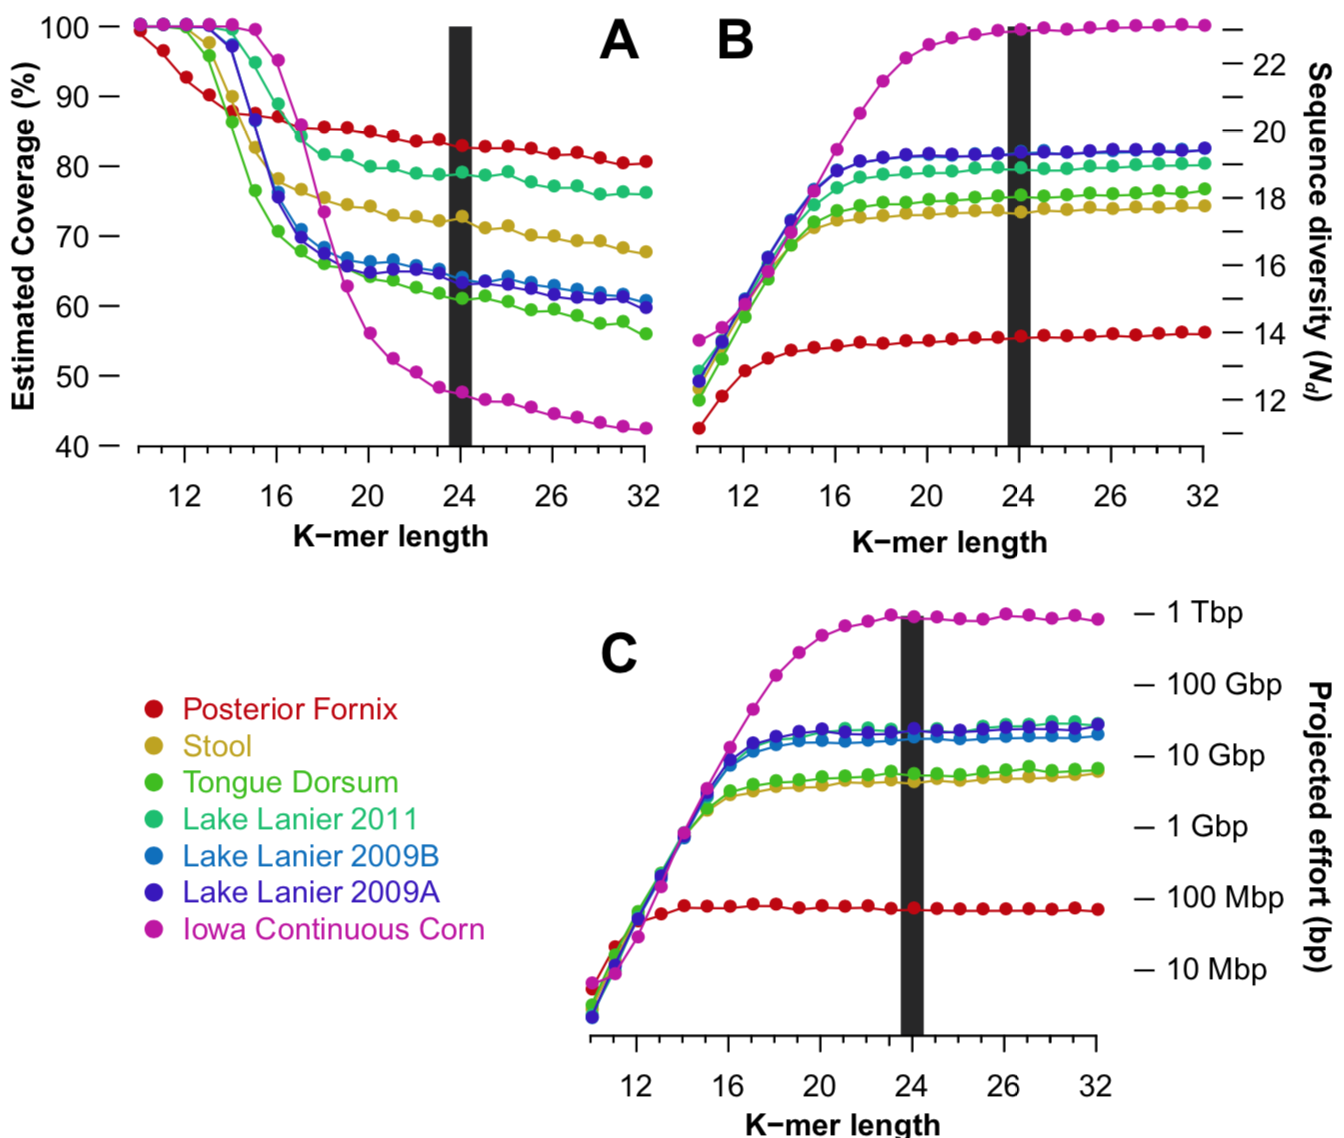 A
B
100
90
80
70
60
50
40
Estimated Coverage (%)
12 16 20 24 26 32
K−mer length
22
20
18
16
14
12
Sequence diversity (Nd)
12 16 20 24 26 32
K−mer length
C
Posterior Fornix
Stool
Tongue Dorsum
Lake Lanier 2011
Lake Lanier 2009B
Lake Lanier 2009A
Iowa Continuous Corn
1 Tbp
100 Gbp
10 Gbp
1 Gbp
100 Mbp
10 Mbp
Projected effort (bp)
12 16 20 24 26 32
K−mer length